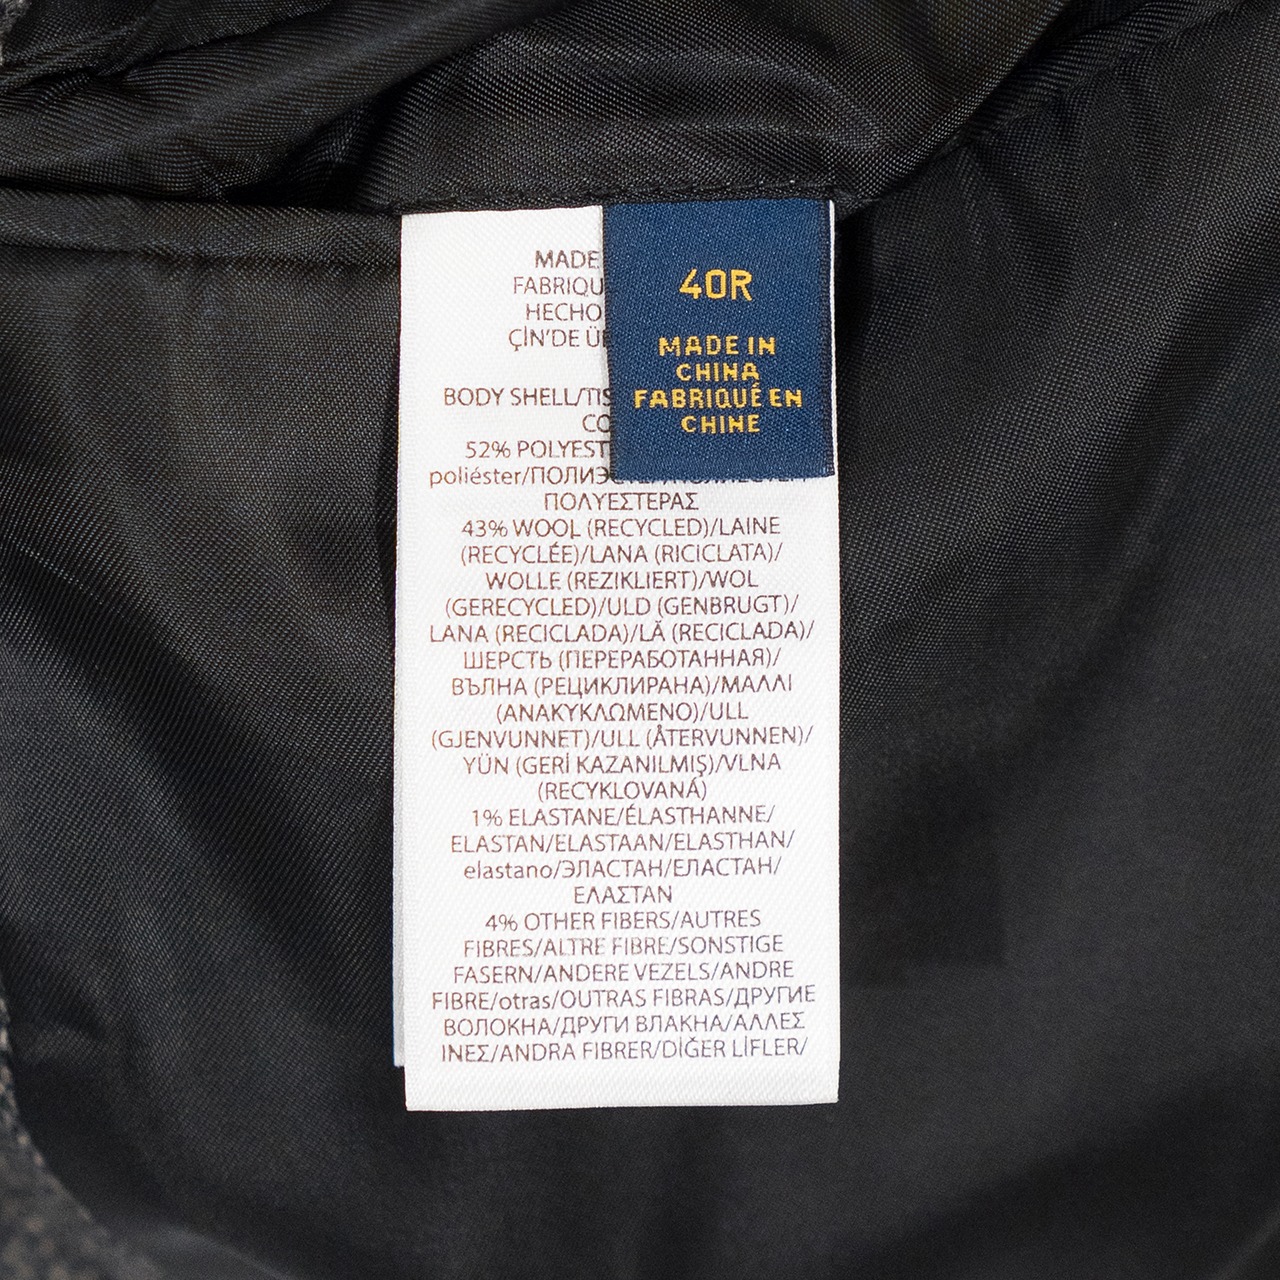 40R
MADE IN
CHINA
FABRIQUÉ EN
CHINE
MADE
FABRIQU
HECHO
ÇİN'DE
BODY SHELL/TIS
CO
52% POLYEST
poliéster/
ΠΟΛΥΕΣΤΕΡΑΣ
43% WOOL (RECYCLED)/LAINE
(RECYCLÉE)/LANA (RICICLATA)/
WOLLE (REZIKLIERT)/WOL
(GERECYCLED)/ULD (GENBRUGT)/
LANA (RECICLADA)/LÃ (RECICLADA)/
ШЕРСТЬ (ПЕРЕРАБОТАННАЯ)/
ВЪЛНА (РЕЦИКЛИРАНА)/ΜΑΛΛΙ
(ΑΝΑΚΥΚΛΩΜΕΝΟ)/ULL
(GJENVUNNET)/ULL (ÅTERVUNNEN)/
YÜN (GERİ KAZANILMIŞ)/VLNA
(RECYKLOVANÁ)
1% ELASTANE/ÉLASTHANNE/
ELASTAN/ELASTAAN/ELASTHAN/
elastano/ЭЛАСТАН/ЕЛАСТАН/
ΕΛΑΣΤΑΝ
4% OTHER FIBERS/AUTRES
FIBRES/ALTRE FIBRE/SONSTIGE
FASERN/ANDERE VEZELS/ANDRE
FIBRE/otras/OUTRAS FIBRAS/ДРУГИЕ
ВОЛОКНА/ДРУГИ ВЛАКНА/ΑΛΛΕΣ
ΙΝΕΣ/ANDRA FIBRER/DİĞER LİFLER/